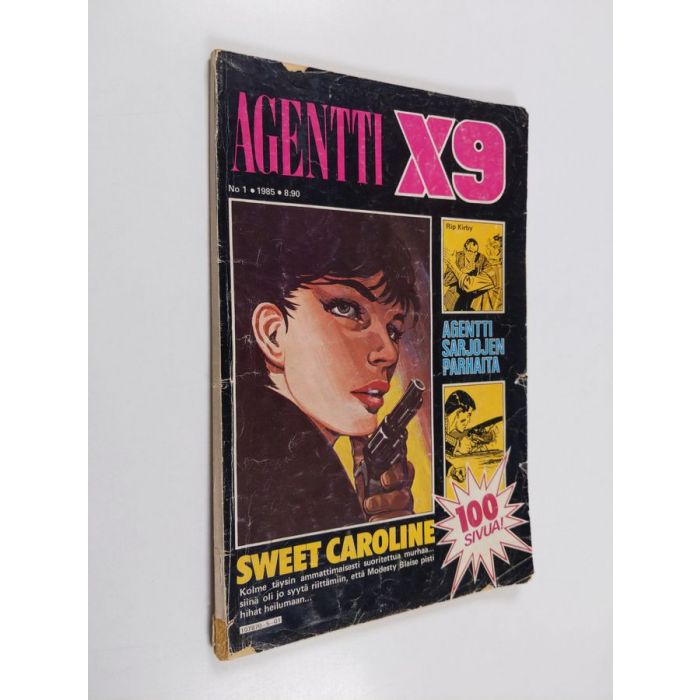 AGENTTI X9
No 1 • 1985 • 8.90
Rip Kirby
AGENTTI
SARJOJEN
PARHAITA
100
SIVUA!
SWEET CAROLINE
Kolme täysin ammattimaisesti suoritettua murhaa...
siinä oli jo syytä riittämiin, että Modesty Blaise pisti
hihat heilumaan...